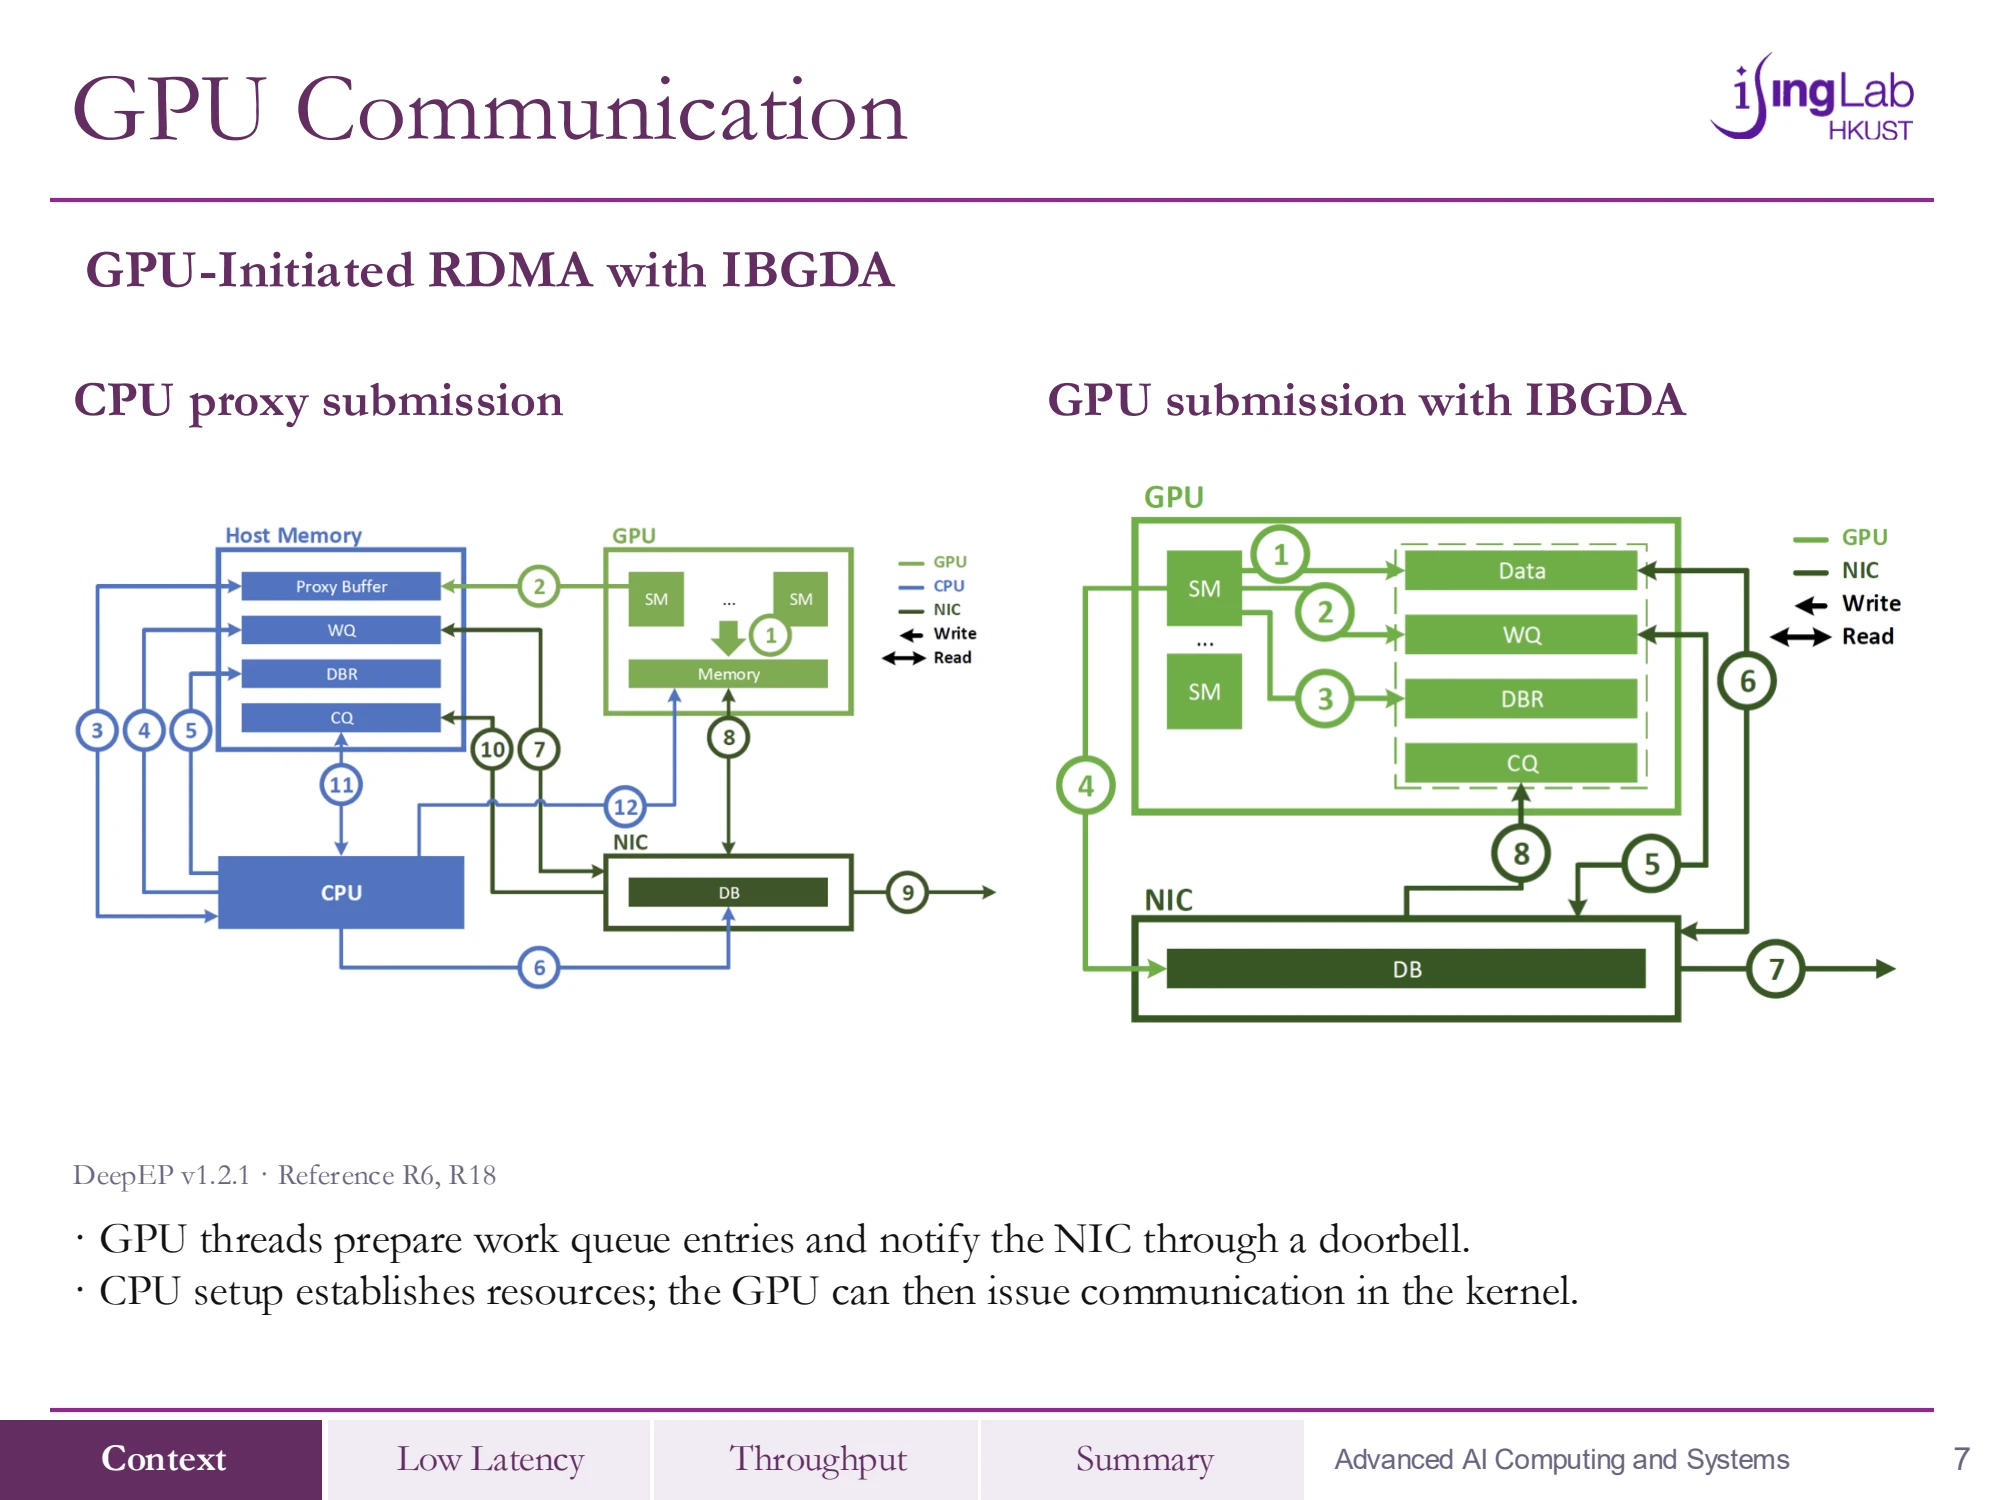 GPU Communication
isingLab
HKUST
GPU-Initiated RDMA with IBGDA
CPU proxy submission
GPU submission with IBGDA
Host Memory
Proxy Buffer
WQ
DBR
CQ
GPU
SM
...
SM
Memory
GPU
CPU
NIC
Write
Read
1
2
3
4
5
10
7
8
11
12
CPU
NIC
DB
9
6
GPU
SM
...
SM
Data
WQ
DBR
CQ
GPU
NIC
Write
Read
1
2
3
4
6
8
5
NIC
DB
7
DeepEP v1.2.1 · Reference R6, R18
· GPU threads prepare work queue entries and notify the NIC through a doorbell.
· CPU setup establishes resources; the GPU can then issue communication in the kernel.
Context
Low Latency
Throughput
Summary
Advanced AI Computing and Systems
7